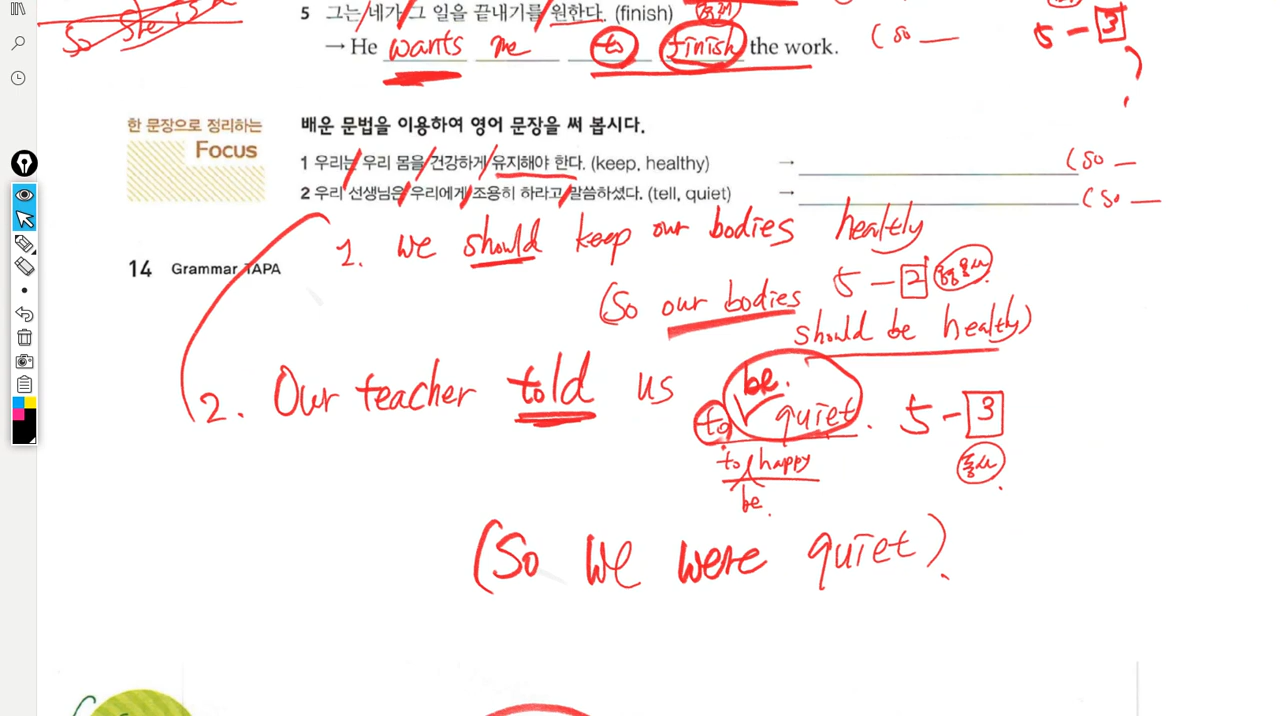 So She is a
5 그는 네가 그 일을 끝내기를 원한다. (finish)
→ He wants me to finish the work. (so
5 - 3
?
한 문장으로 정리하는
Focus
배운 문법을 이용하여 영어 문장을 써 봅시다.
1 우리는 우리 몸을 건강하게 유지해야 한다. (keep, healthy) → (so
2 우리 선생님은 우리에게 조용히 하라고 말씀하셨다. (tell, quiet) → (so
1. we should keep our bodies healthy
14 Grammar TAPA
5 - 2
(So our bodies
should be healthy)
2. Our teacher told us to be quiet. 5 - 3
to happy
be.
동사
(So we were quiet).